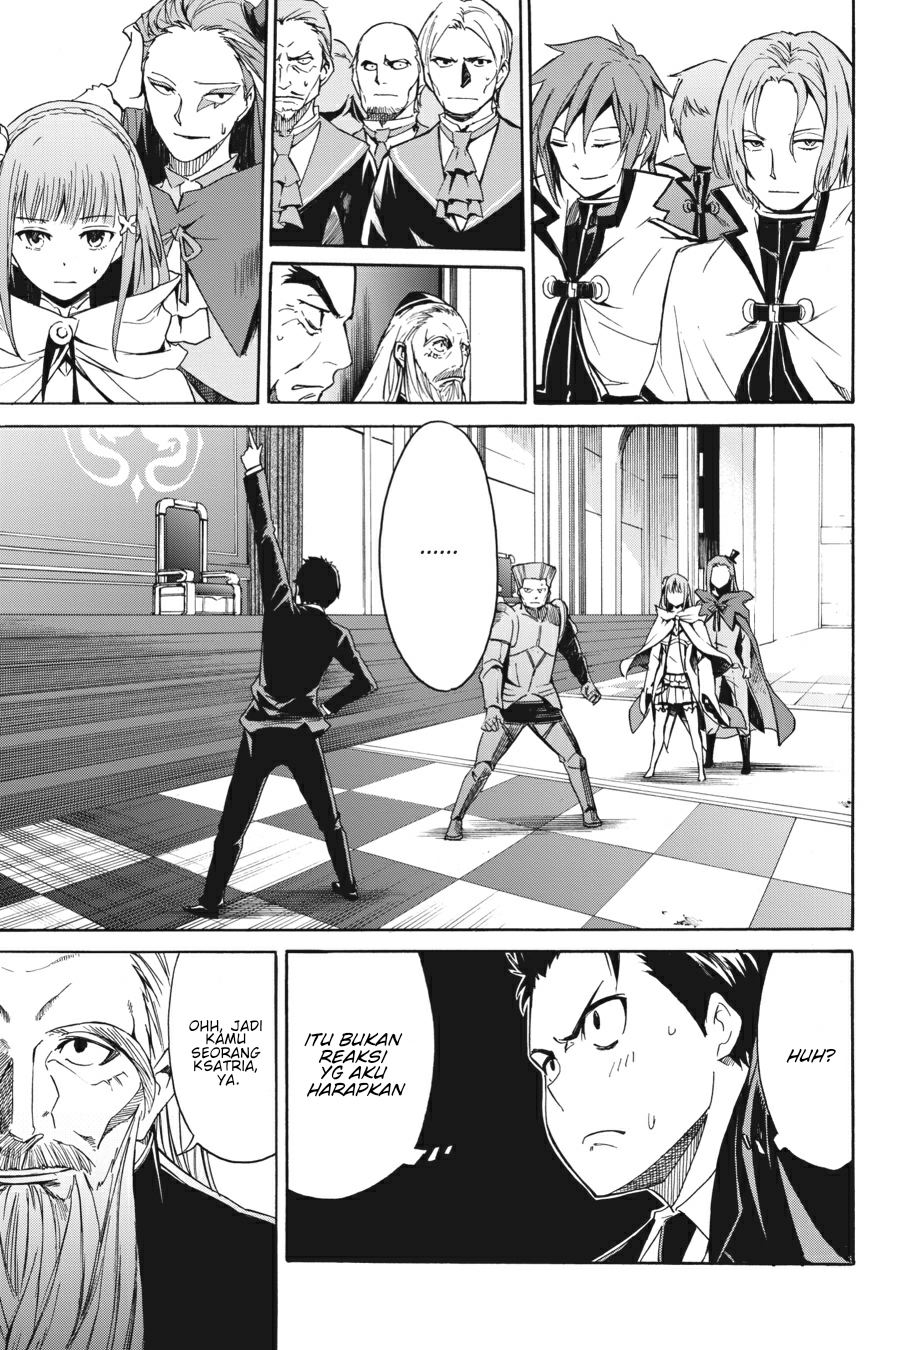 ......
HUH?
ITU BUKAN
REAKSI
YG AKU
HARAPKAN
OHH, JADI
KAMU
SEORANG
KSATRIA,
YA.